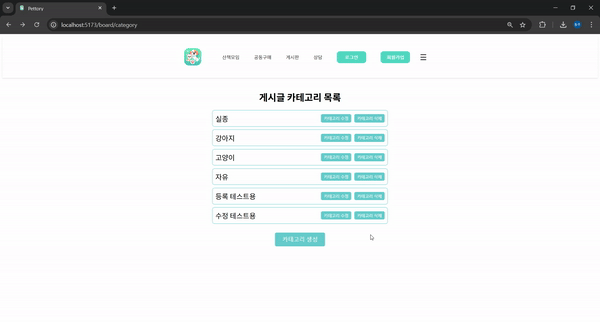 Pettory
localhost:5173/board/category
산책모임 공동구매 게시판 상담 로그인 회원가입
게시글 카테고리 목록
실종 카테고리 수정 카테고리 삭제
강아지 카테고리 수정 카테고리 삭제
고양이 카테고리 수정 카테고리 삭제
자유 카테고리 수정 카테고리 삭제
등록 테스트용 카테고리 수정 카테고리 삭제
수정 테스트용 카테고리 수정 카테고리 삭제
카테고리 생성